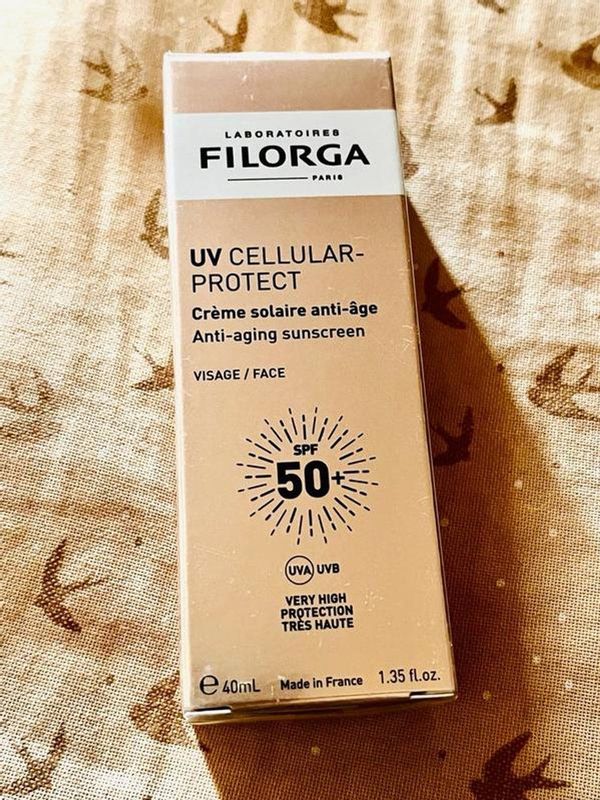 LABORATOIRES
FILORGA
PARIS
UV CELLULAR-
PROTECT
Crème solaire anti-âge
Anti-aging sunscreen
VISAGE / FACE
SPF
50+
UVA UVB
VERY HIGH
PROTECTION
TRÈS HAUTE
℮ 40mL Made in France 1.35 fl.oz.